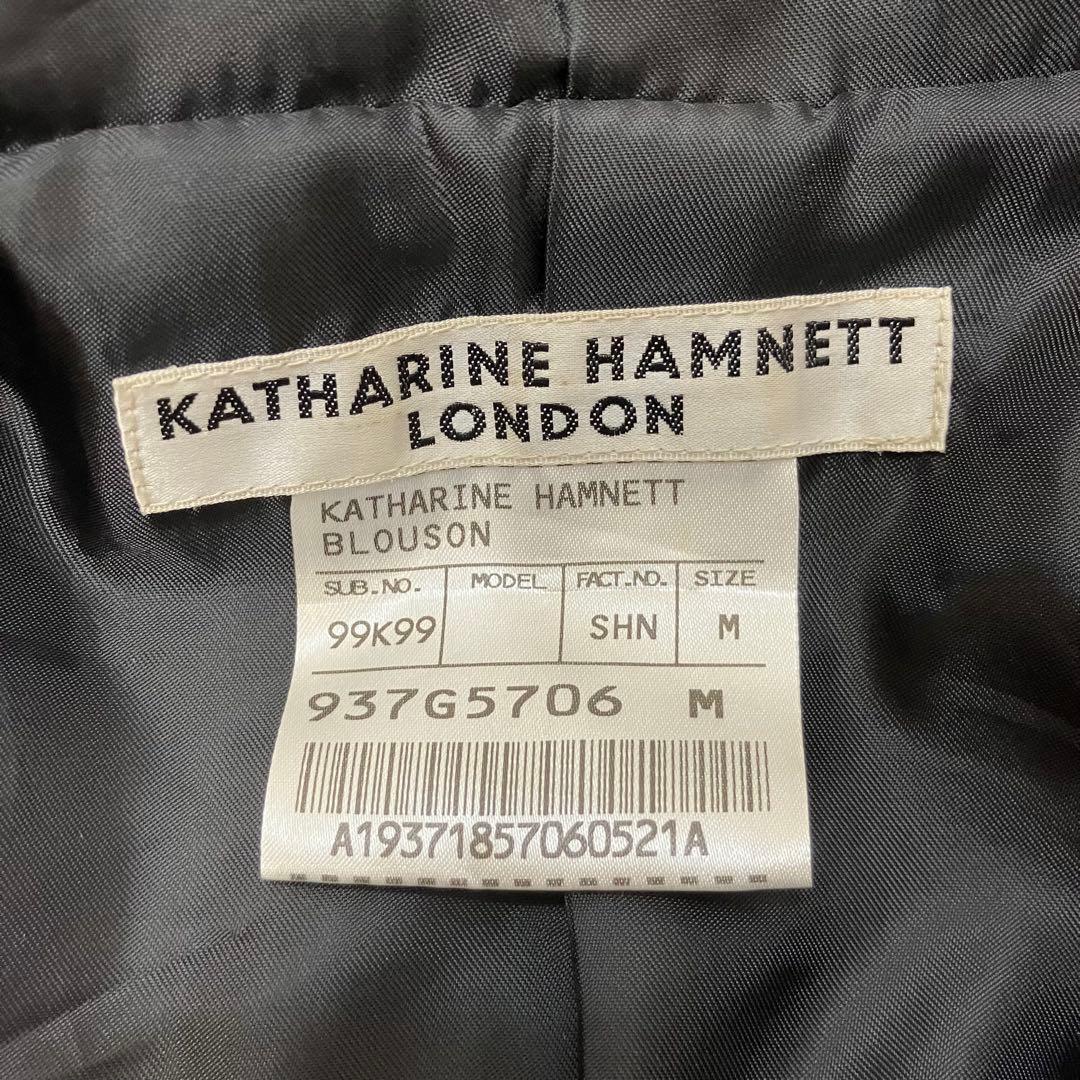 KATHARINE HAMNETT
LONDON
KATHARINE HAMNETT
BLOUSON
SUB.NO. MODEL FACT.NO. SIZE
99K99 SHN M
937G5706 M
A19371857060521A